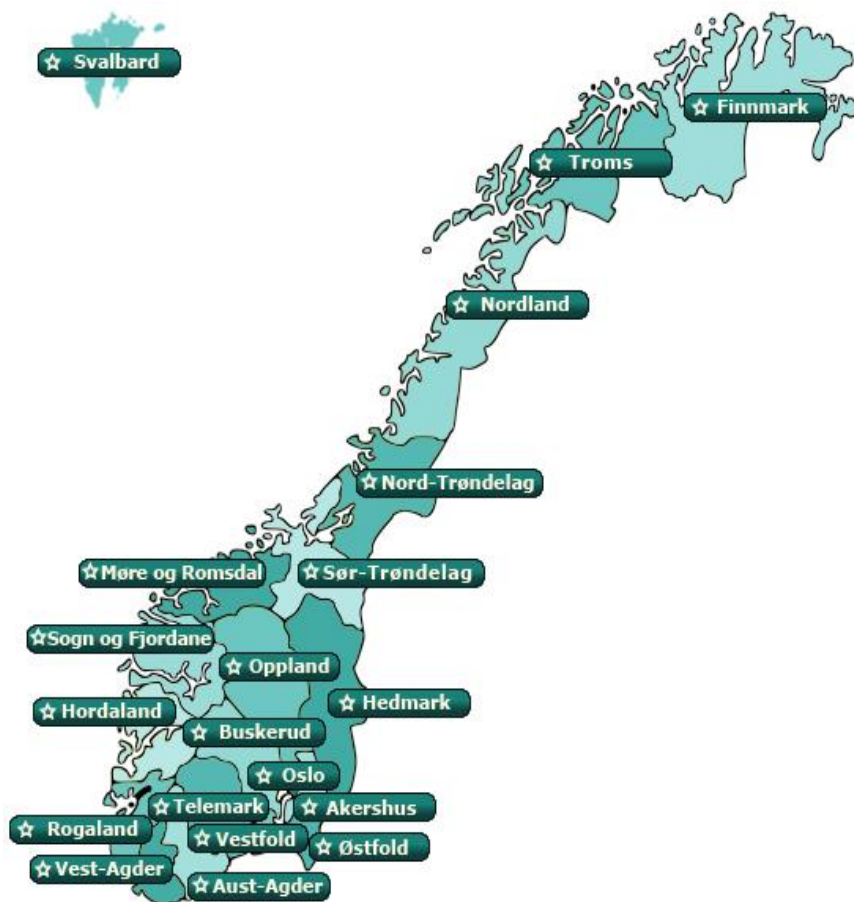 Svalbard
Finnmark
Troms
Nordland
Nord-Trøndelag
Møre og Romsdal
Sør-Trøndelag
Sogn og Fjordane
Oppland
Hedmark
Hordaland
Buskerud
Oslo
Telemark
Akershus
Rogaland
Vestfold
Østfold
Vest-Agder
Aust-Agder